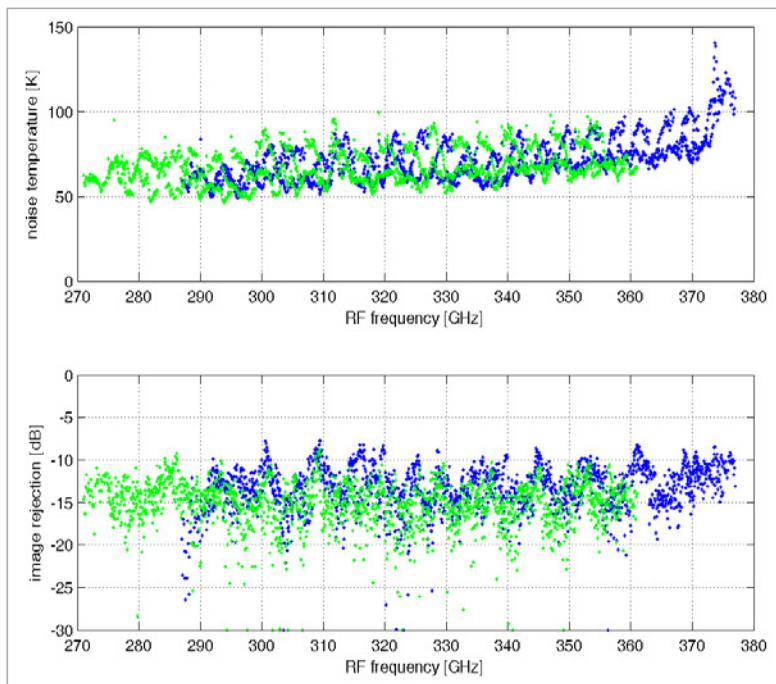 noise temperature [K]
150
100
50
0
270 280 290 300 310 320 330 340 350 360 370 380
RF frequency [GHz]
image rejection [dB]
0
-5
-10
-15
-20
-25
-30
270 280 290 300 310 320 330 340 350 360 370 380
RF frequency [GHz]